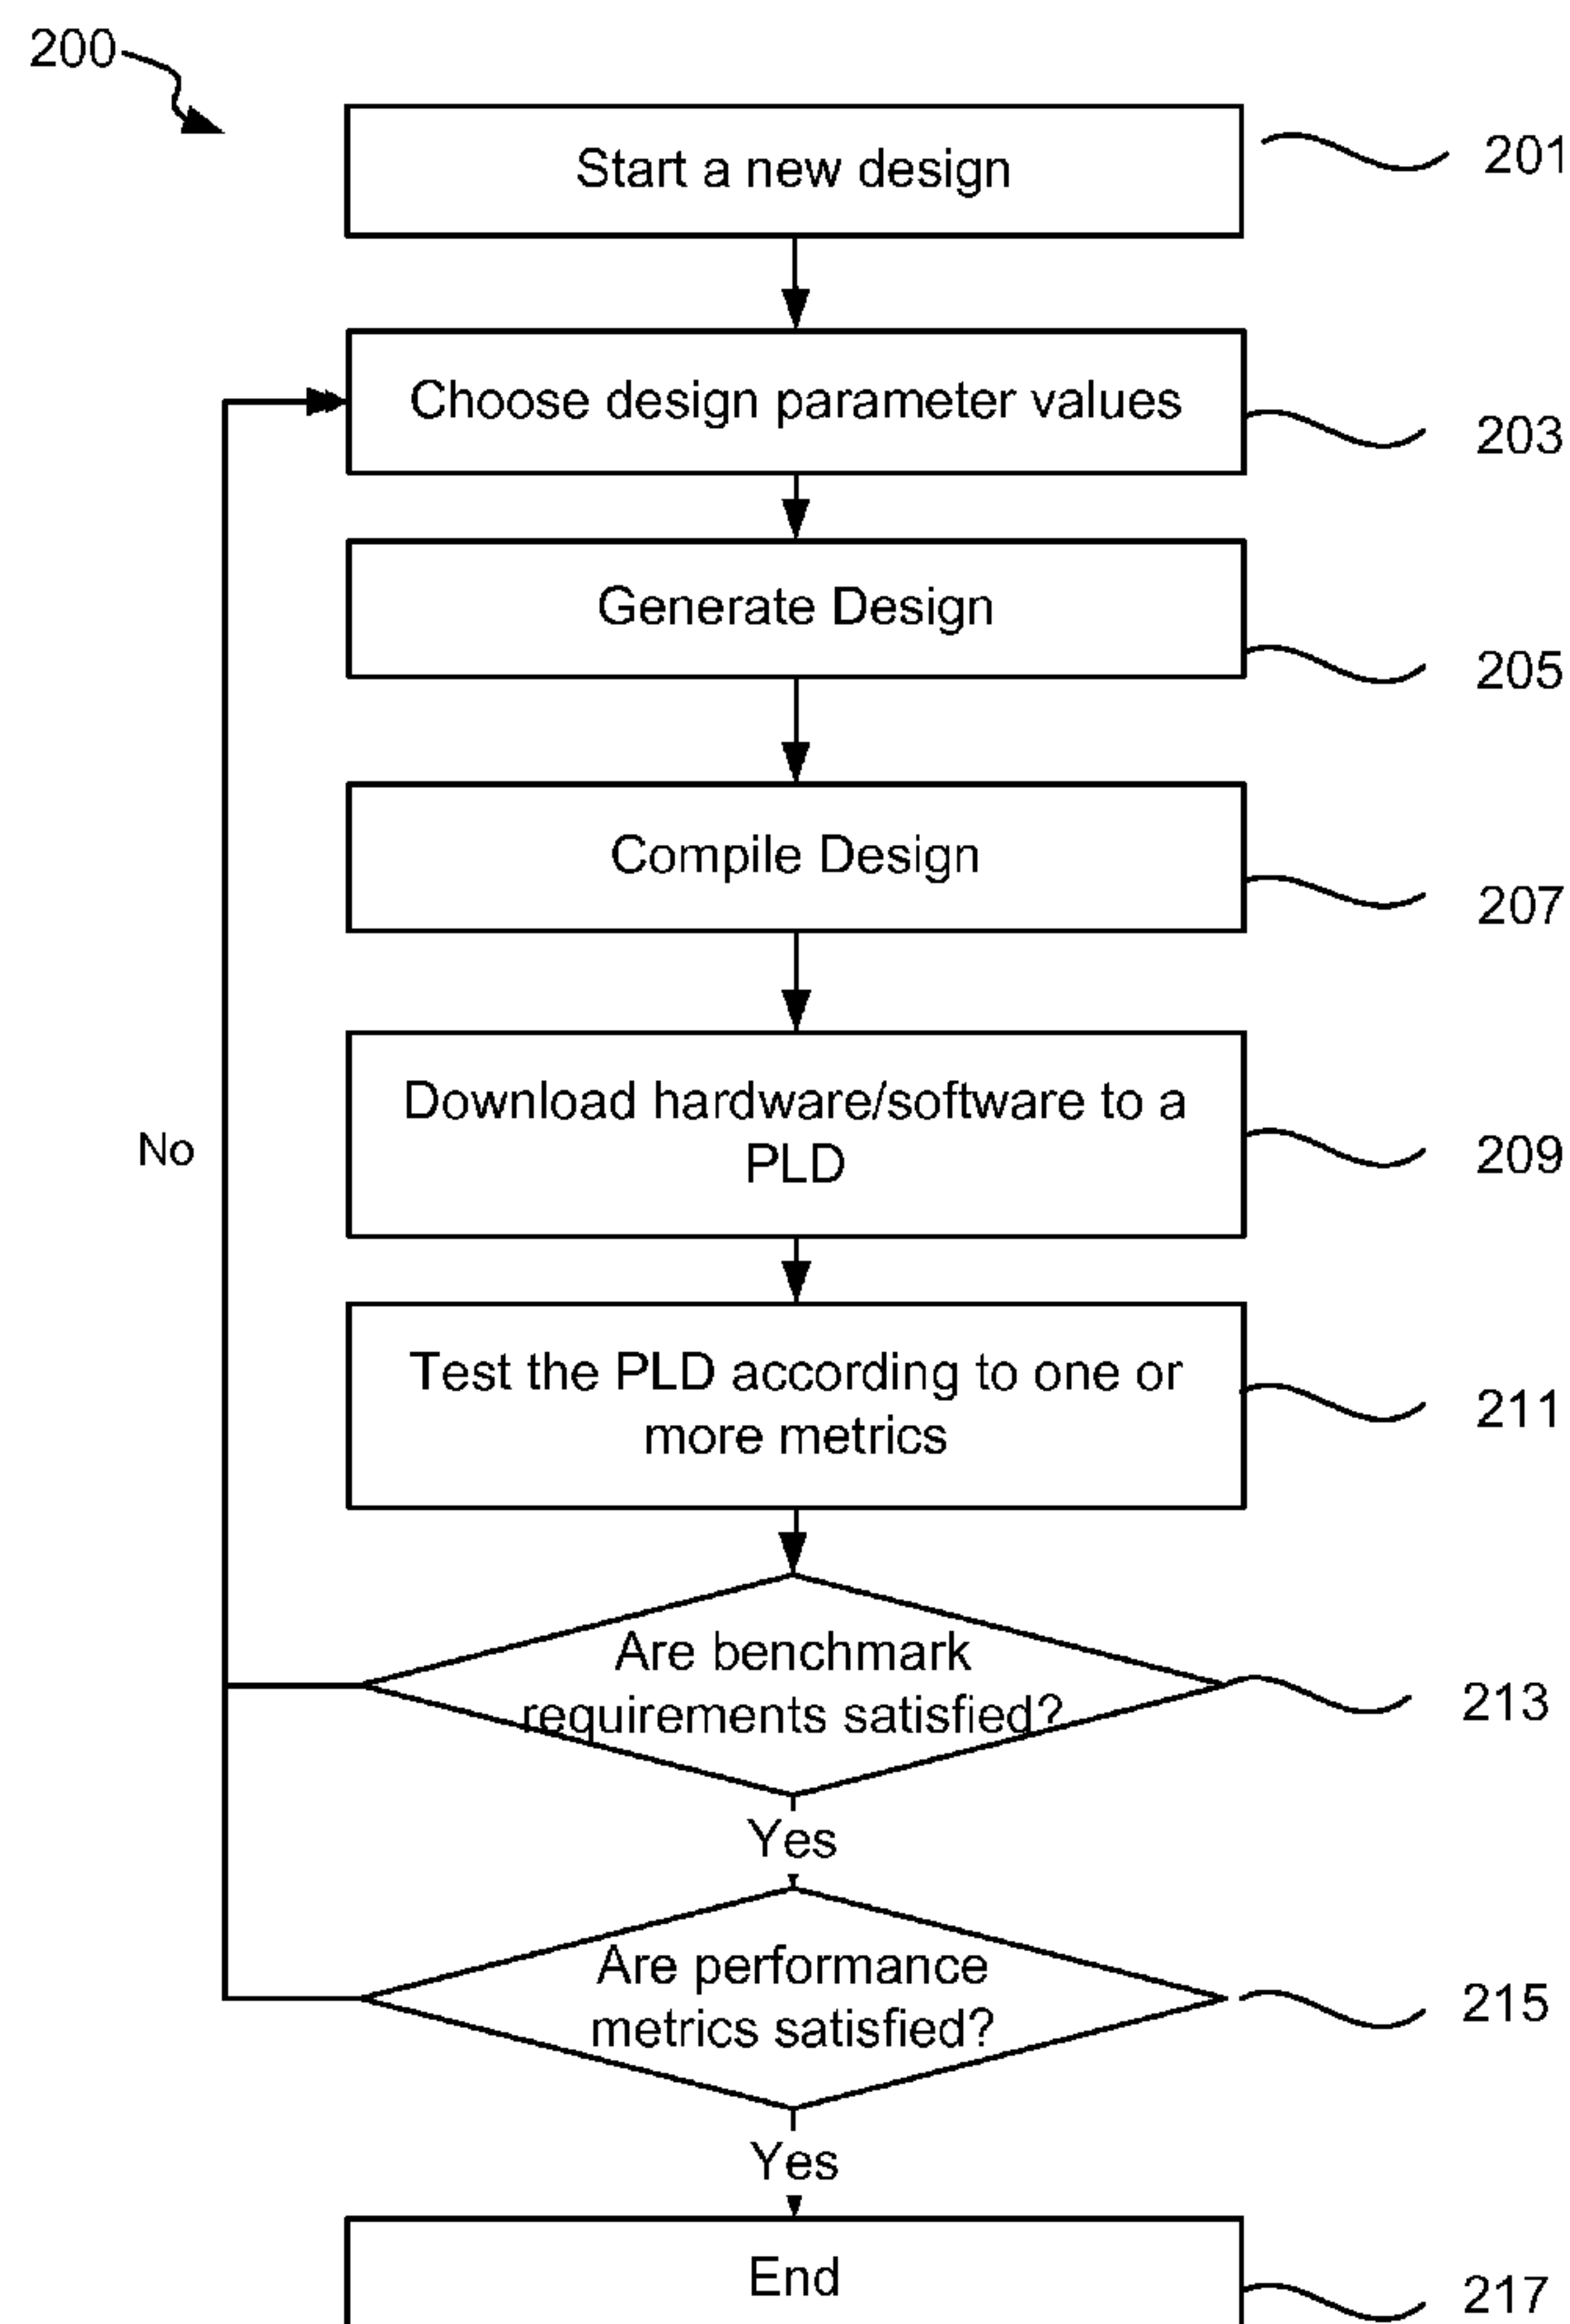 200
Start a new design
201
Choose design parameter values
203
Generate Design
205
Compile Design
207
Download hardware/software to a
PLD
209
No
Test the PLD according to one or
more metrics
211
Are benchmark
requirements satisfied?
213
Yes
Are performance
metrics satisfied?
215
Yes
End
217